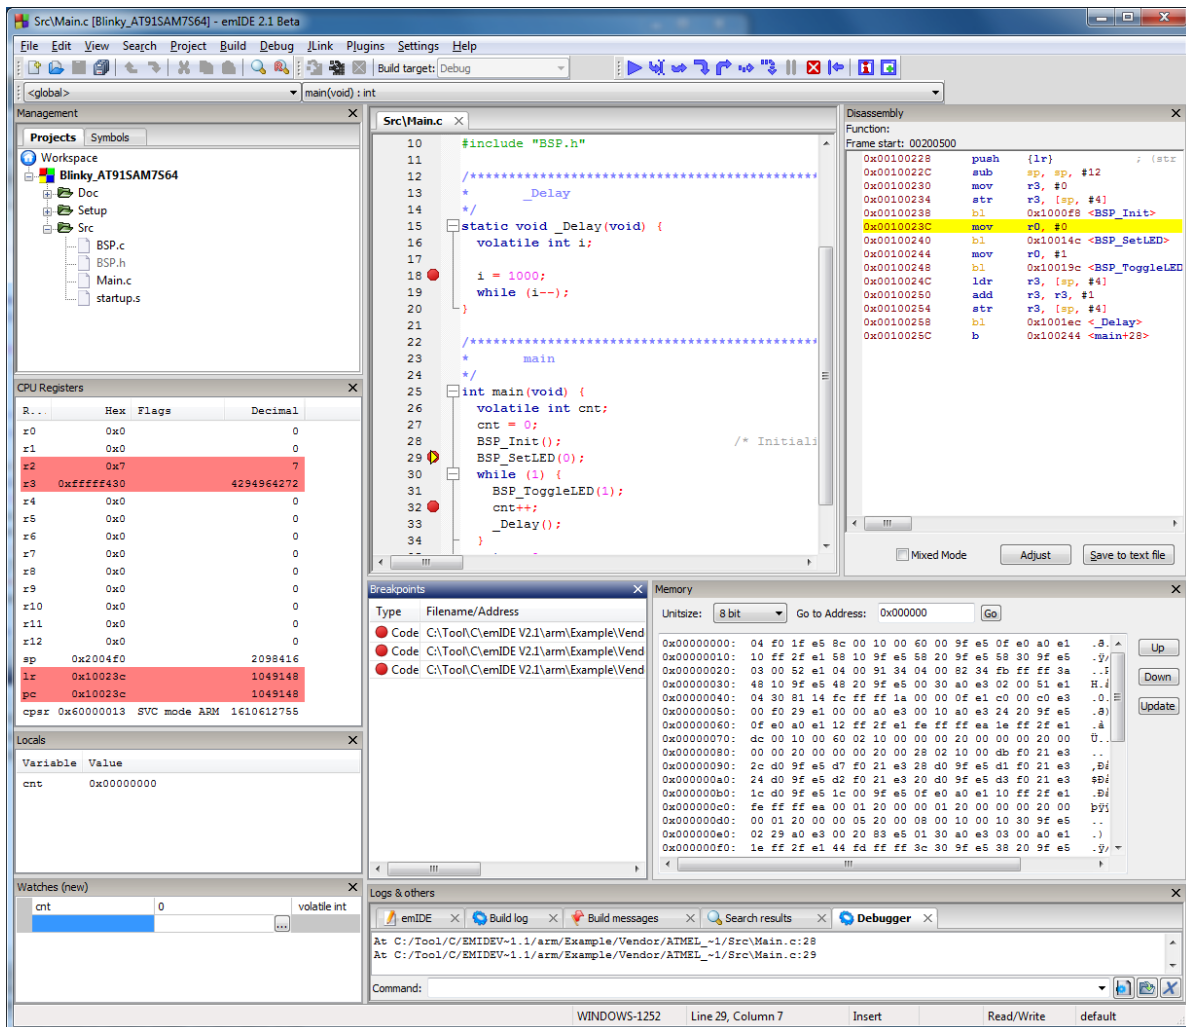 Src\Main.c [Blinky_AT91SAM7S64] - emIDE 2.1 Beta
File Edit View Search Project Build Debug JLink Plugins Settings Help
Build target: Debug
<global> main(void) : int
Management
Projects Symbols
Workspace
Blinky_AT91SAM7S64
Doc
Setup
Src
BSP.c
BSP.h
Main.c
startup.s
CPU Registers
R... Hex Flags Decimal
r0 0x0 0
r1 0x0 0
r2 0x7 7
r3 0xfffff430 4294964272
r4 0x0 0
r5 0x0 0
r6 0x0 0
r7 0x0 0
r8 0x0 0
r9 0x0 0
r10 0x0 0
r11 0x0 0
r12 0x0 0
sp 0x2004f0 2098416
lr 0x10023c 1049148
pc 0x10023c 1049148
cpsr 0x60000013 SVC mode ARM 1610612755
Locals
Variable Value
cnt 0x00000000
Watches (new)
cnt 0 volatile int
...
Src\Main.c
10 #include "BSP.h"
11
12 /*********************************************
13 * _Delay
14 */
15 static void _Delay(void) {
16 volatile int i;
17
18 i = 1000;
19 while (i--);
20 }
21
22 /*********************************************
23 * main
24 */
25 int main(void) {
26 volatile int cnt;
27 cnt = 0;
28 BSP_Init(); /* Initiali
29 BSP_SetLED(0);
30 while (1) {
31 BSP_ToggleLED(1);
32 cnt++;
33 _Delay();
34 }
Disassembly
Function:
Frame start: 00200500
0x00100228 push {lr} ; (str
0x0010022C sub sp, sp, #12
0x00100230 mov r3, #0
0x00100234 str r3, [sp, #4]
0x00100238 bl 0x1000f8 <BSP_Init>
0x0010023C mov r0, #0
0x00100240 bl 0x10014c <BSP_SetLED>
0x00100244 mov r0, #1
0x00100248 bl 0x10019c <BSP_ToggleLED
0x0010024C ldr r3, [sp, #4]
0x00100250 add r3, r3, #1
0x00100254 str r3, [sp, #4]
0x00100258 bl 0x1001ec <_Delay>
0x0010025C b 0x100244 <main+28>
Mixed Mode Adjust Save to text file
Breakpoints
Type Filename/Address
Code C:\Tool\C\emIDE V2.1\arm\Example\Vend
Code C:\Tool\C\emIDE V2.1\arm\Example\Vend
Code C:\Tool\C\emIDE V2.1\arm\Example\Vend
Memory
Unitsize: 8 bit Go to Address: 0x000000 Go
0x00000000: 04 f0 1f e5 8c 00 10 00 60 00 9f e5 0f e0 a0 e1
0x00000010: 10 ff 2f e1 58 10 9f e5 58 20 9f e5 58 30 9f e5
0x00000020: 03 00 52 e1 04 00 91 34 04 00 82 34 fb ff ff 3a
0x00000030: 48 10 9f e5 48 20 9f e5 00 30 a0 e3 02 00 51 e1
0x00000040: 04 30 81 14 fc ff ff 1a 00 00 0f e1 c0 00 c0 e3
0x00000050: 00 f0 29 e1 00 00 a0 e3 00 10 a0 e3 24 20 9f e5
0x00000060: 0f e0 a0 e1 12 ff 2f e1 fe ff ff ea 1e ff 2f e1
0x00000070: dc 00 10 00 60 02 10 00 00 00 20 00 00 00 20 00
0x00000080: 00 00 20 00 00 00 20 00 28 02 10 00 db f0 21 e3
0x00000090: 2c d0 9f e5 d7 f0 21 e3 28 d0 9f e5 d1 f0 21 e3
0x000000a0: 24 d0 9f e5 d2 f0 21 e3 20 d0 9f e5 d3 f0 21 e3
0x000000b0: 1c d0 9f e5 1c 00 9f e5 0f e0 a0 e1 10 ff 2f e1
0x000000c0: fe ff ff ea 00 01 20 00 00 01 20 00 00 00 20 00
0x000000d0: 00 01 20 00 00 05 20 00 08 00 10 00 10 30 9f e5
0x000000e0: 02 29 a0 e3 00 20 83 e5 01 30 a0 e3 03 00 a0 e1
0x000000f0: 1e ff 2f e1 44 fd ff ff 3c 30 9f e5 38 20 9f e5
Up
Down
Update
Logs & others
emIDE Build log Build messages Search results Debugger
At C:/Tool/C/EMIDEV~1.1/arm/Example/Vendor/ATMEL_~1/Src\Main.c:28
At C:/Tool/C/EMIDEV~1.1/arm/Example/Vendor/ATMEL_~1/Src\Main.c:29
Command:
WINDOWS-1252 Line 29, Column 7 Insert Read/Write default